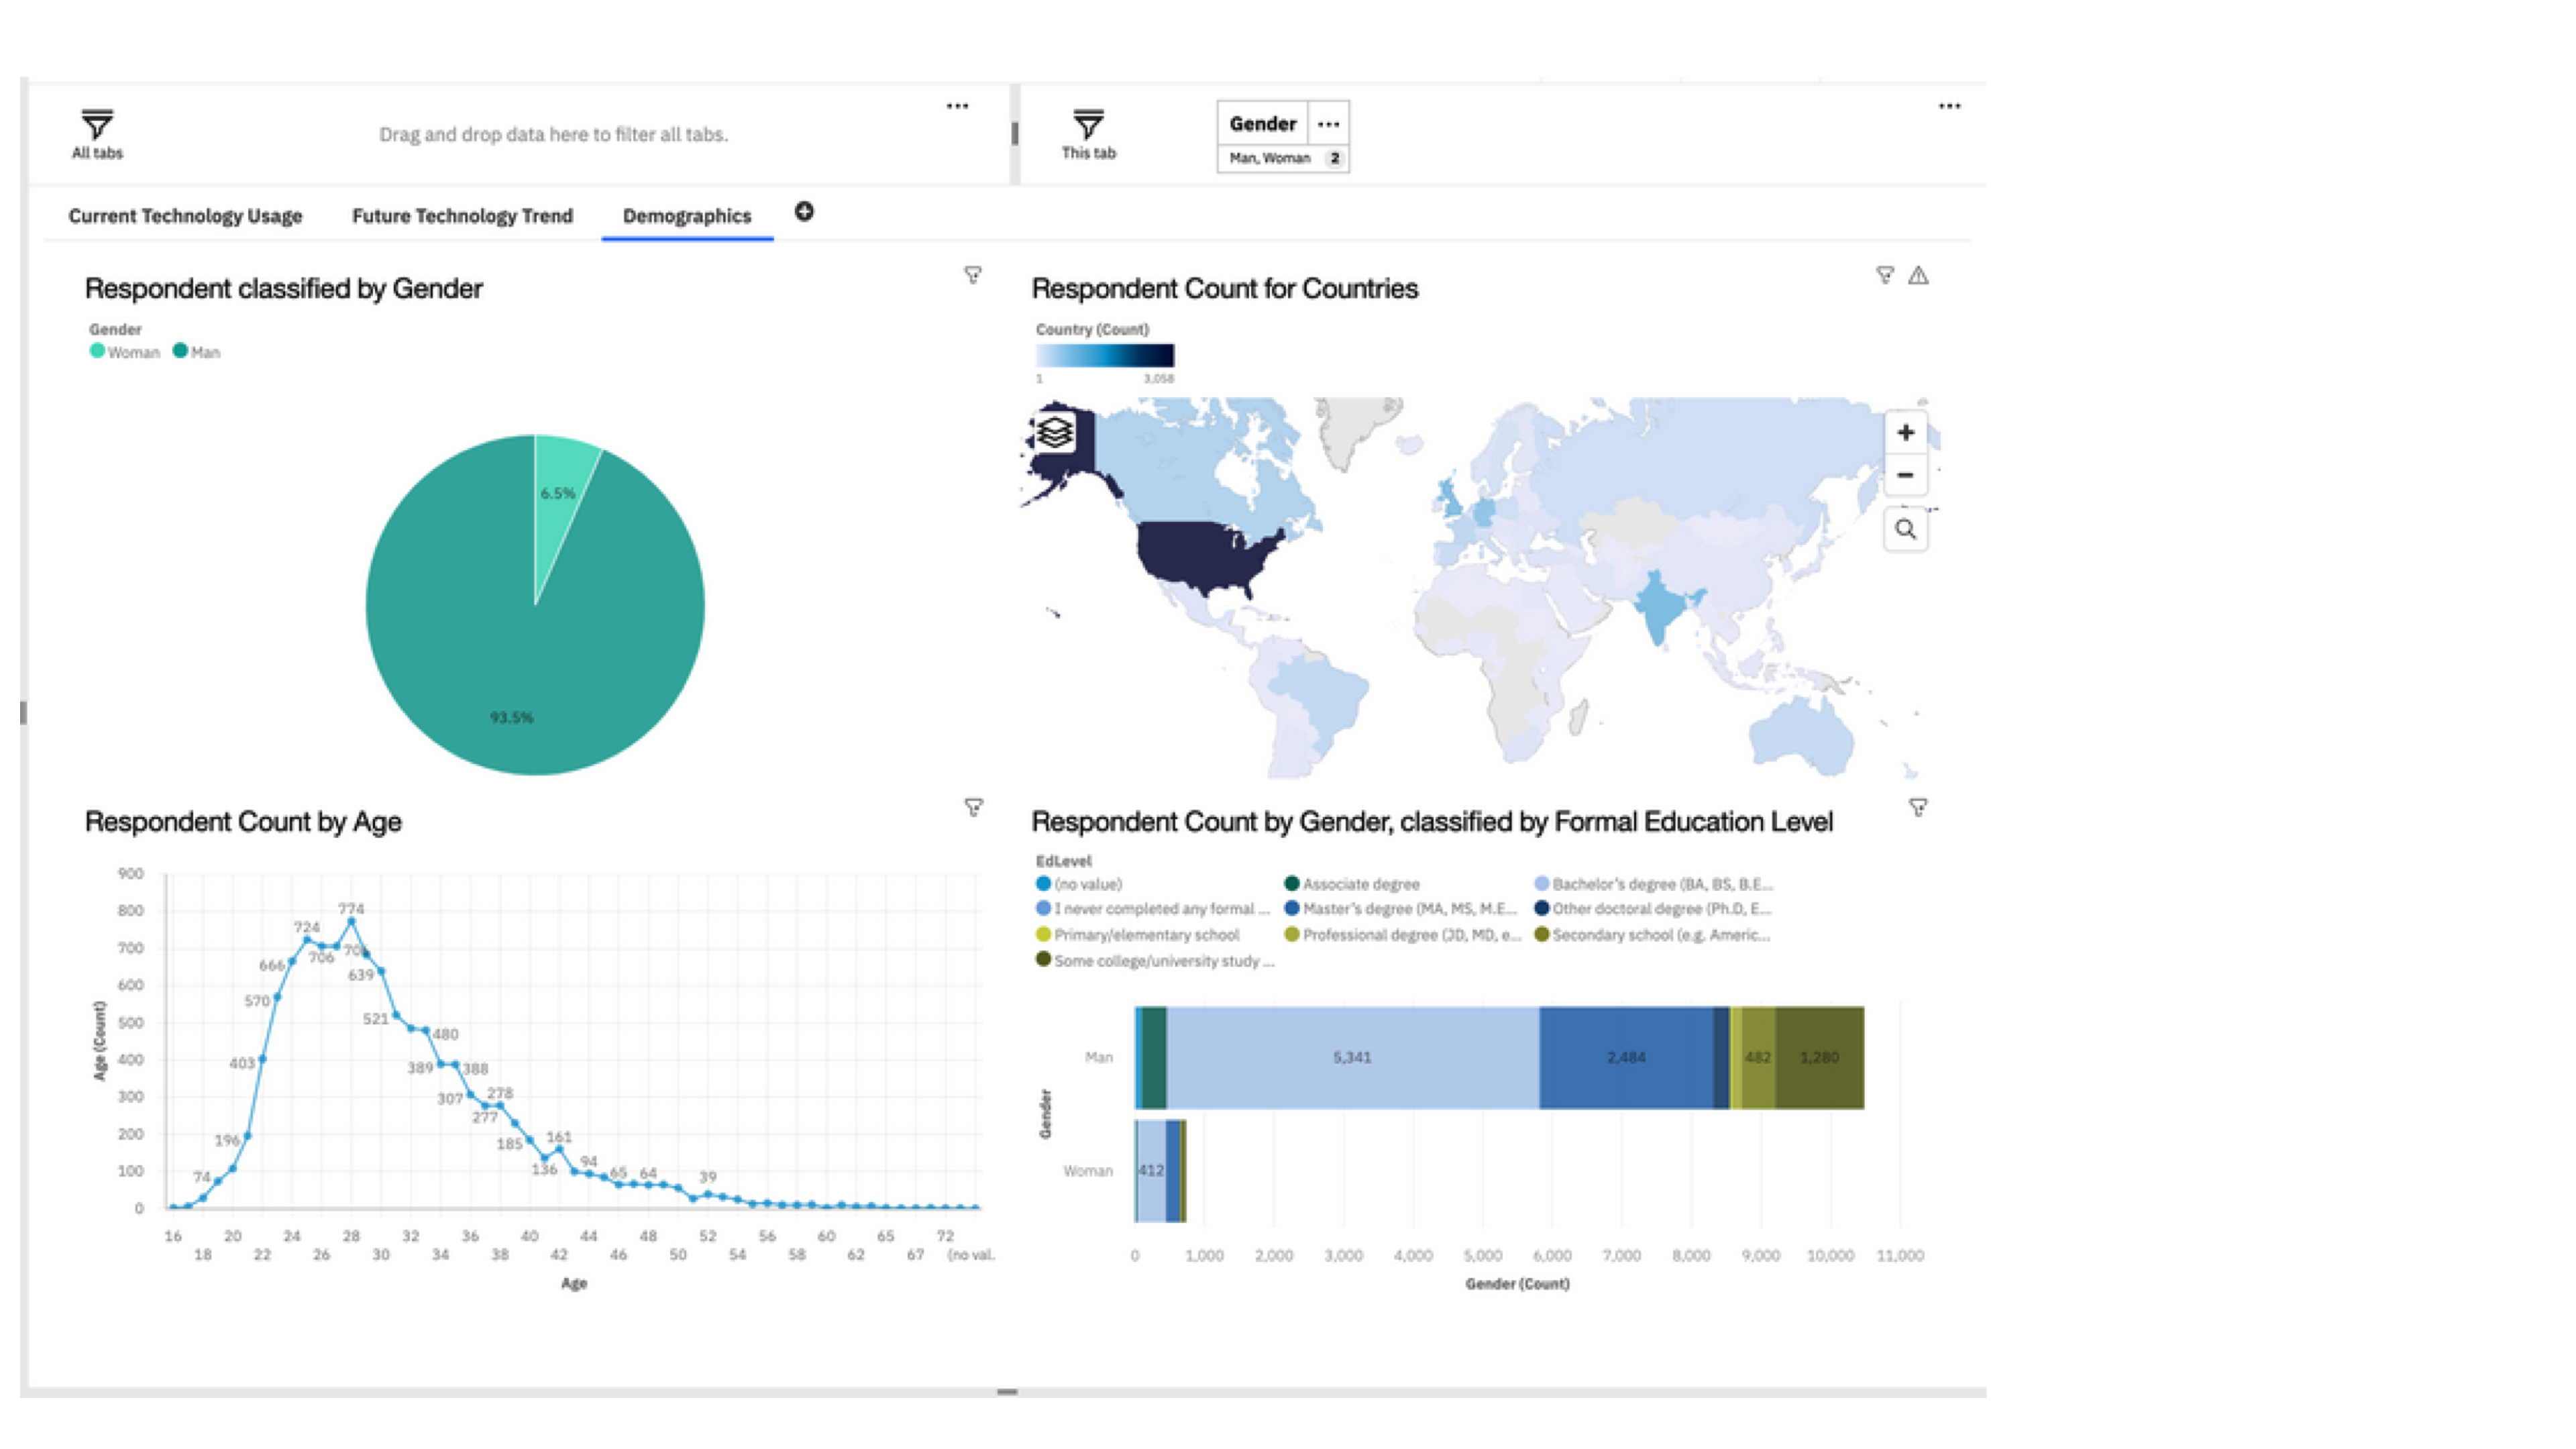 All tabs
Drag and drop data here to filter all tabs.
...
This tab
Gender ...
Man, Woman 2
...
Current Technology Usage Future Technology Trend Demographics
Respondent classified by Gender
Gender
Woman Man
6.5%
93.5%
Respondent Count for Countries
Country (Count)
1 3,058
+
−
Respondent Count by Age
900
800
700
600
500
400
300
200
100
0
Age (Count)
74
196
403
570
666
724
706
774
639
521
480
389
388
307
277
278
185
136
161
94
65
64
39
16 20 24 28 32 36 40 44 48 52 56 60 65 72
18 22 26 30 34 38 42 46 50 54 58 62 67 (no val.
Age
Respondent Count by Gender, classified by Formal Education Level
EdLevel
(no value) Associate degree Bachelor's degree (BA, BS, B.E...
I never completed any formal ... Master's degree (MA, MS, M.E... Other doctoral degree (Ph.D, E...
Primary/elementary school Professional degree (JD, MD, e... Secondary school (e.g. Americ...
Some college/university study ...
Gender
Man 5,341 2,484 482 1,280
Woman 412
0 1,000 2,000 3,000 4,000 5,000 6,000 7,000 8,000 9,000 10,000 11,000
Gender (Count)